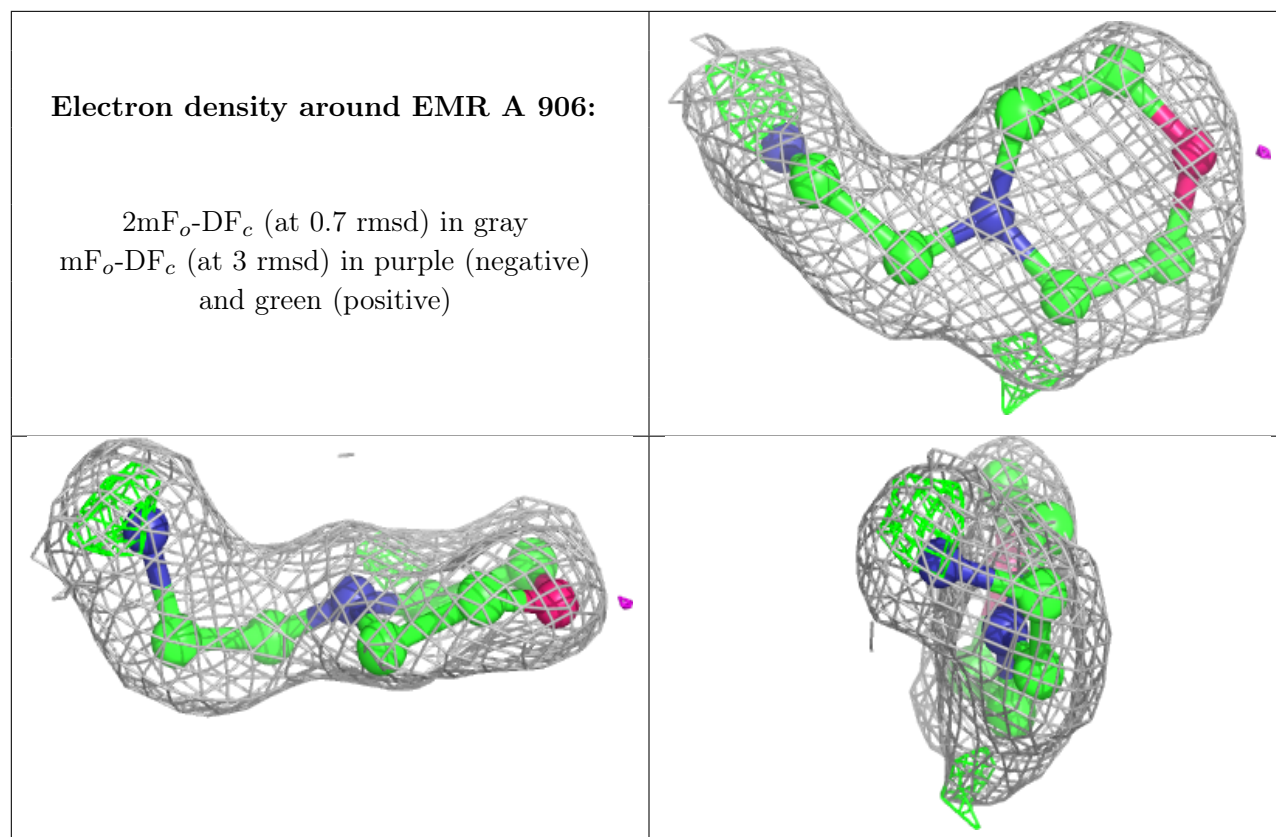 Electron density around EMR A 906:
2mFo-DFc (at 0.7 rmsd) in gray
mFo-DFc (at 3 rmsd) in purple (negative)
and green (positive)